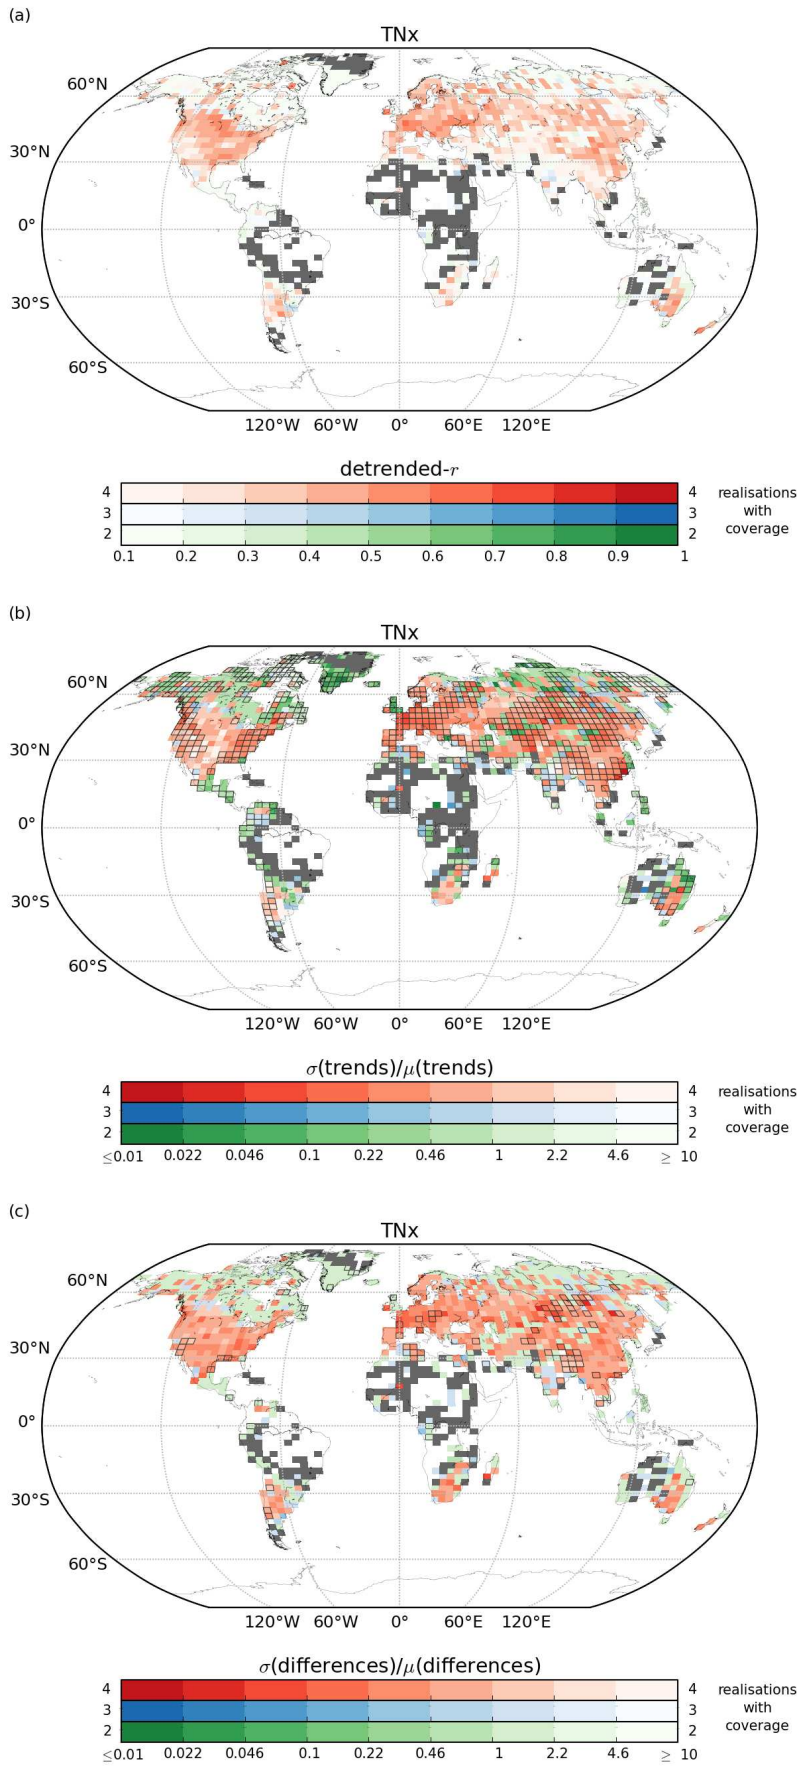 (a)
TNx
60°N
30°N
0°
30°S
60°S
120°W 60°W 0° 60°E 120°E
detrended-r
4 4 realisations
3 3 with
2 2 coverage
0.1 0.2 0.3 0.4 0.5 0.6 0.7 0.8 0.9 1
(b)
TNx
60°N
30°N
0°
30°S
60°S
120°W 60°W 0° 60°E 120°E
σ(trends)/μ(trends)
4 4 realisations
3 3 with
2 2 coverage
≤0.01 0.022 0.046 0.1 0.22 0.46 1 2.2 4.6 ≥ 10
(c)
TNx
60°N
30°N
0°
30°S
60°S
120°W 60°W 0° 60°E 120°E
σ(differences)/μ(differences)
4 4 realisations
3 3 with
2 2 coverage
≤0.01 0.022 0.046 0.1 0.22 0.46 1 2.2 4.6 ≥ 10